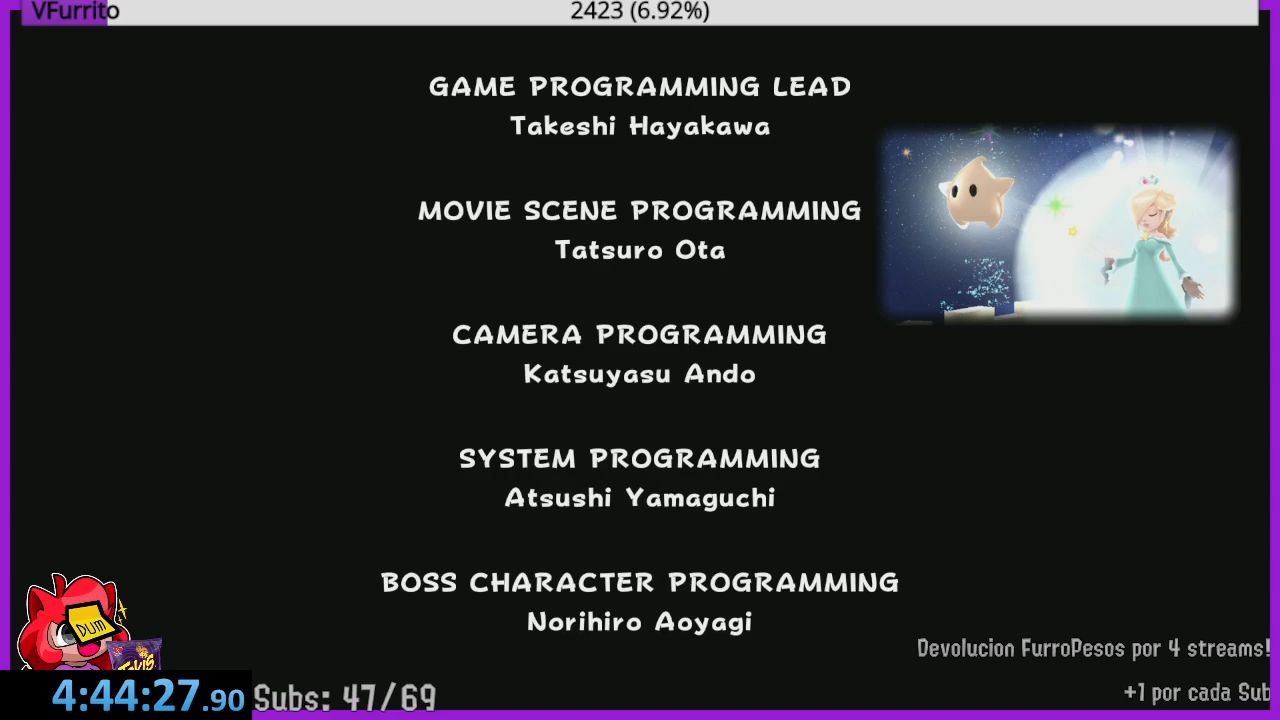 VFurrito 2423 (6.92%)
GAME PROGRAMMING LEAD
Takeshi Hayakawa
MOVIE SCENE PROGRAMMING
Tatsuro Ota
CAMERA PROGRAMMING
Katsuyasu Ando
SYSTEM PROGRAMMING
Atsushi Yamaguchi
BOSS CHARACTER PROGRAMMING
Norihiro Aoyagi
DUM
TAKIS
Devolucion FurroPesos por 4 streams!
4:44:27.90 Subs: 47/69
+1 por cada Sub